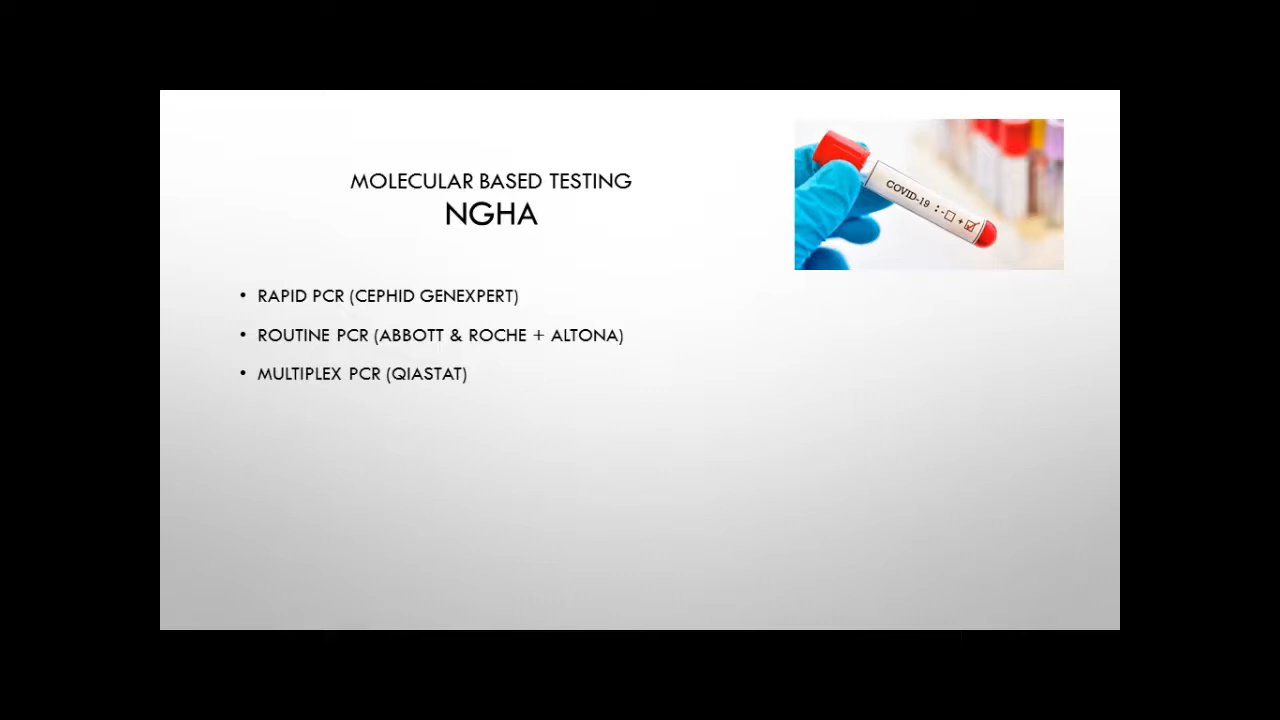 MOLECULAR BASED TESTING
NGHA
COVID-19 : - +
• RAPID PCR (CEPHID GENEXPERT)
• ROUTINE PCR (ABBOTT & ROCHE + ALTONA)
• MULTIPLEX PCR (QIASTAT)